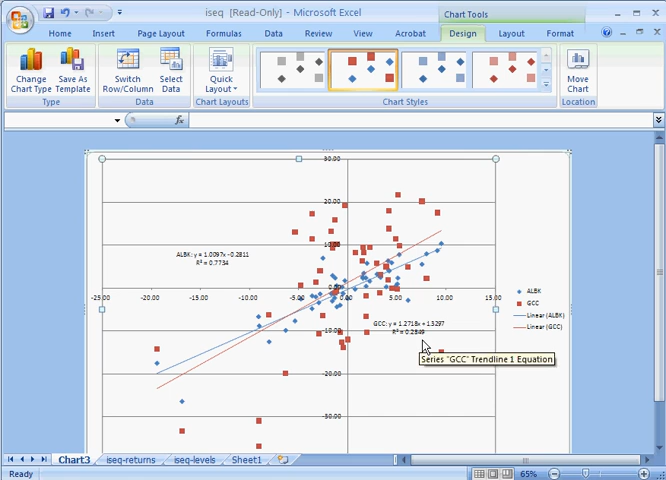 iseq [Read-Only] - Microsoft Excel
Chart Tools
Home Insert Page Layout Formulas Data Review View Acrobat Design Layout Format
Change Chart Type
Save As Template
Switch Row/Column
Select Data
Quick Layout
Move Chart
Type Data Chart Layouts Chart Styles Location
fx
30.00
20.00
10.00
ALBK: y = 1.0097x - 0.2811
R² = 0.7734
0.00
-25.00 -20.00 -15.00 -10.00 -5.00 0.00 5.00 10.00 15.00
ALBK
GCC
Linear (ALBK)
Linear (GCC)
-10.00
GCC: y = 1.2718x + 1.3297
R² = 0.2849
Series "GCC" Trendline 1 Equation
-20.00
-30.00
Chart3 iseq-returns iseq-levels Sheet1
Ready
65%